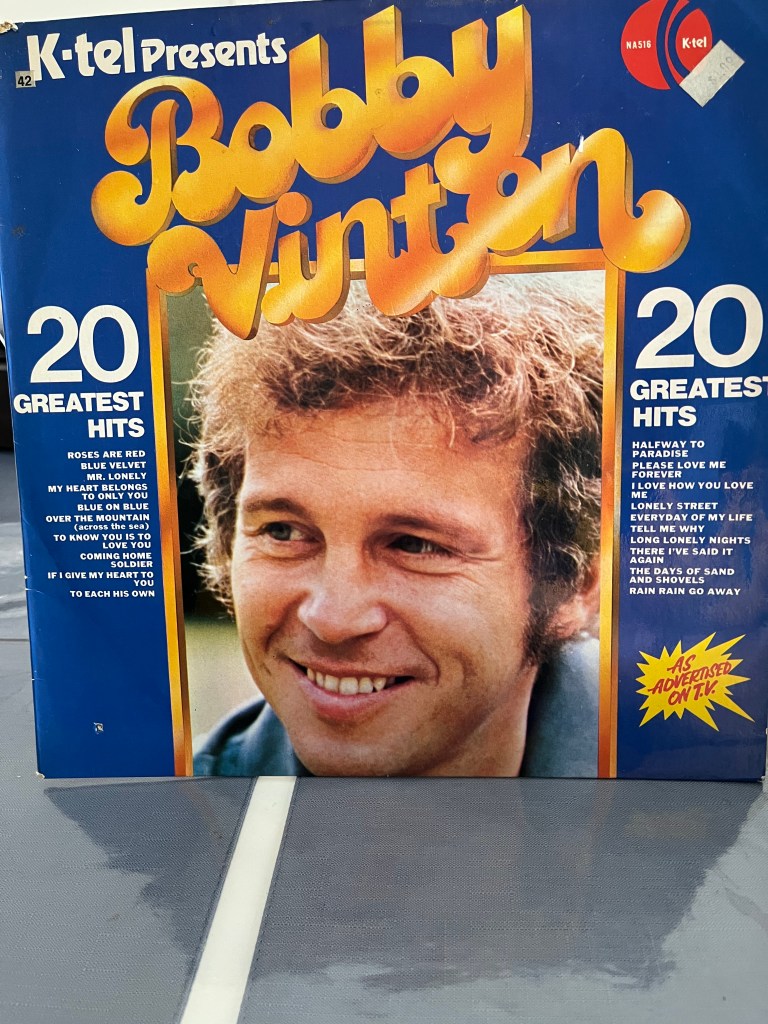 K-tel Presents
42
NA516
K-tel
Bobby
Vinton
20
GREATEST
HITS
ROSES ARE RED
BLUE VELVET
MR. LONELY
MY HEART BELONGS
TO ONLY YOU
BLUE ON BLUE
OVER THE MOUNTAIN
(across the sea)
TO KNOW YOU IS TO
LOVE YOU
COMING HOME
SOLDIER
IF I GIVE MY HEART TO
YOU
TO EACH HIS OWN
20
GREATEST
HITS
HALFWAY TO
PARADISE
PLEASE LOVE ME
FOREVER
I LOVE HOW YOU LOVE
ME
LONELY STREET
EVERYDAY OF MY LIFE
TELL ME WHY
LONG LONELY NIGHTS
THERE I'VE SAID IT
AGAIN
THE DAYS OF SAND
AND SHOVELS
RAIN RAIN GO AWAY
AS
ADVERTISED
ON T.V.